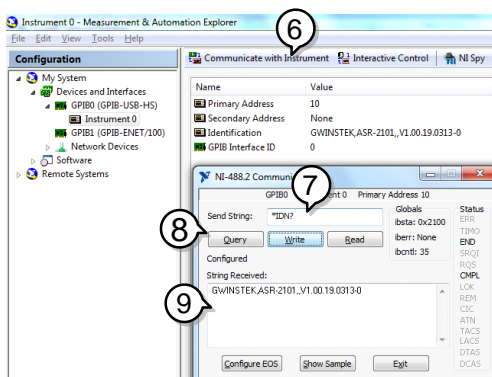 Instrument 0 - Measurement & Automation Explorer
File Edit View Tools Help
6
Configuration
Communicate with Instrument Interactive Control NI Spy
My System
Devices and Interfaces
GPIB0 (GPIB-USB-HS)
Instrument 0
GPIB1 (GPIB-ENET/100)
Network Devices
Software
Remote Systems
Name Value
Primary Address 10
Secondary Address None
Identification GWINSTEK,ASR-2101,,V1.00.19.0313-0
GPIB Interface ID 0
NI-488.2 Communi
7
GPIB0 ent 0 Primary Address 10
Send String: *IDN?
8
Query Write Read
Configured
Globals
ibsta: 0x2100
iberr: None
ibcntl: 35
Status
ERR
TIMO
END
SRQI
RQS
CMPL
LOK
REM
CIC
ATN
TACS
LACS
DTAS
DCAS
String Received:
9
GWINSTEK,ASR-2101,,V1.00.19.0313-0
Configure EOS Show Sample Exit